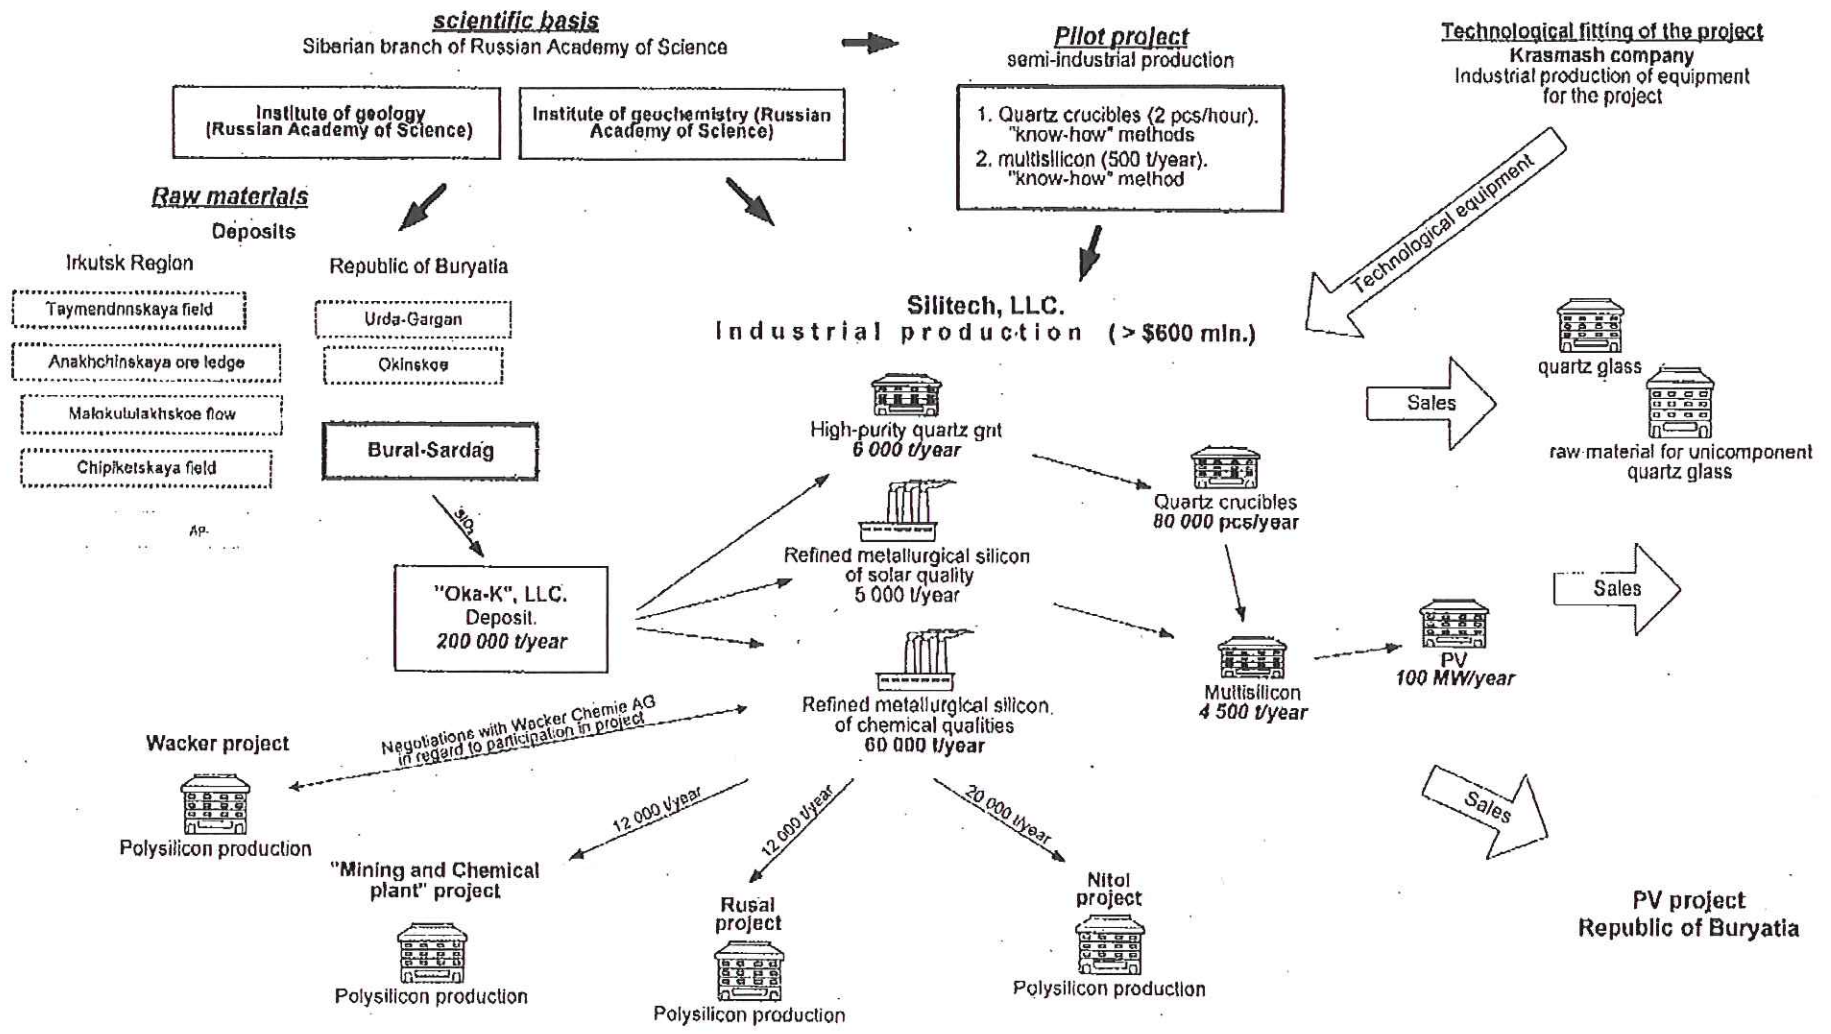 scientific basis
Siberian branch of Russian Academy of Science
Institute of geology
(Russian Academy of Science)
Institute of geochemistry (Russian
Academy of Science)
Pilot project
semi-industrial production
1. Quartz crucibles (2 pcs/hour).
"know-how" methods
2. multisilicon (500 t/year).
"know-how" method
Technological fitting of the project
Krasmash company
Industrial production of equipment
for the project
Technological equipment
Raw materials
Deposits
Irkutsk Region
Taymendnnskaya field
Anakhchinskaya ore ledge
Malokutulakhskoe flow
Chipiketskaya field
Ap.
Republic of Buryatia
Urda-Gargan
Okinskoe
Bural-Sardag
SiO₂
"Oka-K", LLC.
Deposit.
200 000 t/year
Silitech, LLC.
Industrial production (> $600 mln.)
High-purity quartz grit
6 000 t/year
Refined metallurgical silicon
of solar quality
5 000 t/year
Refined metallurgical silicon.
of chemical qualities
60 000 t/year
Quartz crucibles
80 000 pcs/year
Multisilicon
4 500 t/year
PV
100 MW/year
Sales
quartz glass
raw-material for unicomponent
quartz glass
Sales
Sales
PV project
Republic of Buryatia
Negotiations with Wacker Chemie AG
in regard to participation in project
Wacker project
Polysilicon production
12 000 t/year
"Mining and Chemical
plant" project
Polysilicon production
12 000 t/year
Rusal
project
Polysilicon production
20 000 t/year
Nitol
project
Polysilicon production